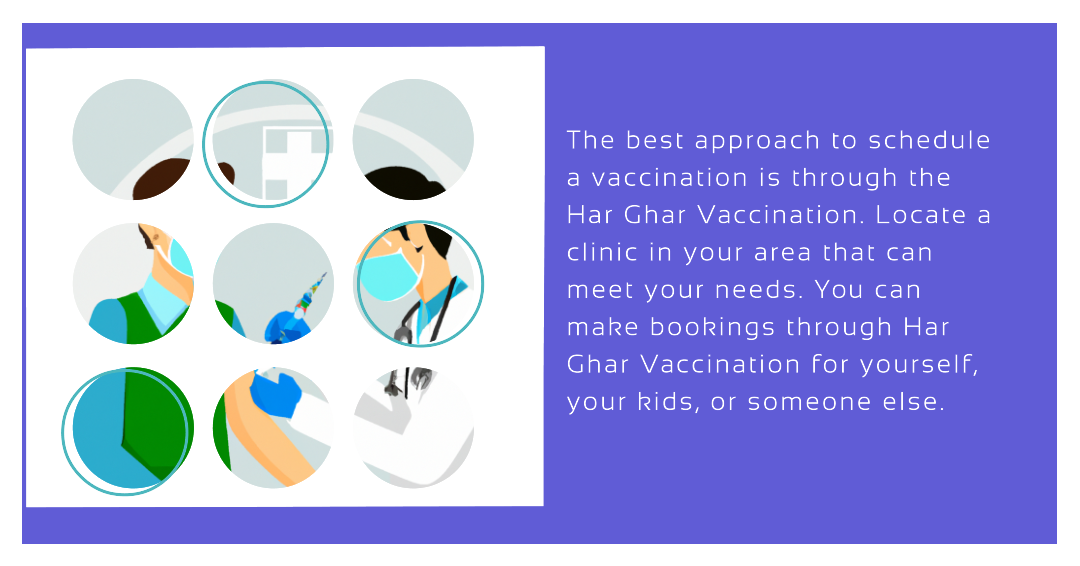 The best approach to schedule
a vaccination is through the
Har Ghar Vaccination. Locate a
clinic in your area that can
meet your needs. You can
make bookings through Har
Ghar Vaccination for yourself,
your kids, or someone else.